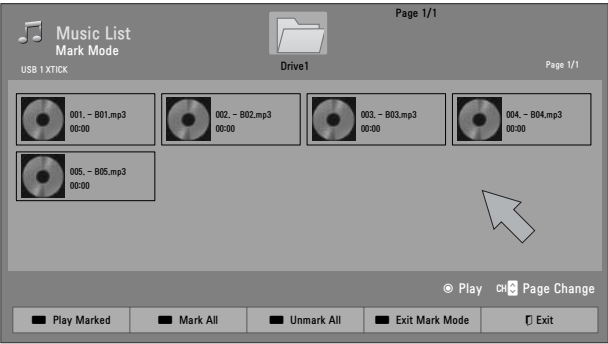 Page 1/1
Music List
Mark Mode
USB 1 XTICK
Drive1
Page 1/1
001. - B01.mp3
00:00
002. - B02.mp3
00:00
003. - B03.mp3
00:00
004. - B04.mp3
00:00
005. - B05.mp3
00:00
Play CH Page Change
Play Marked Mark All Unmark All Exit Mark Mode Exit